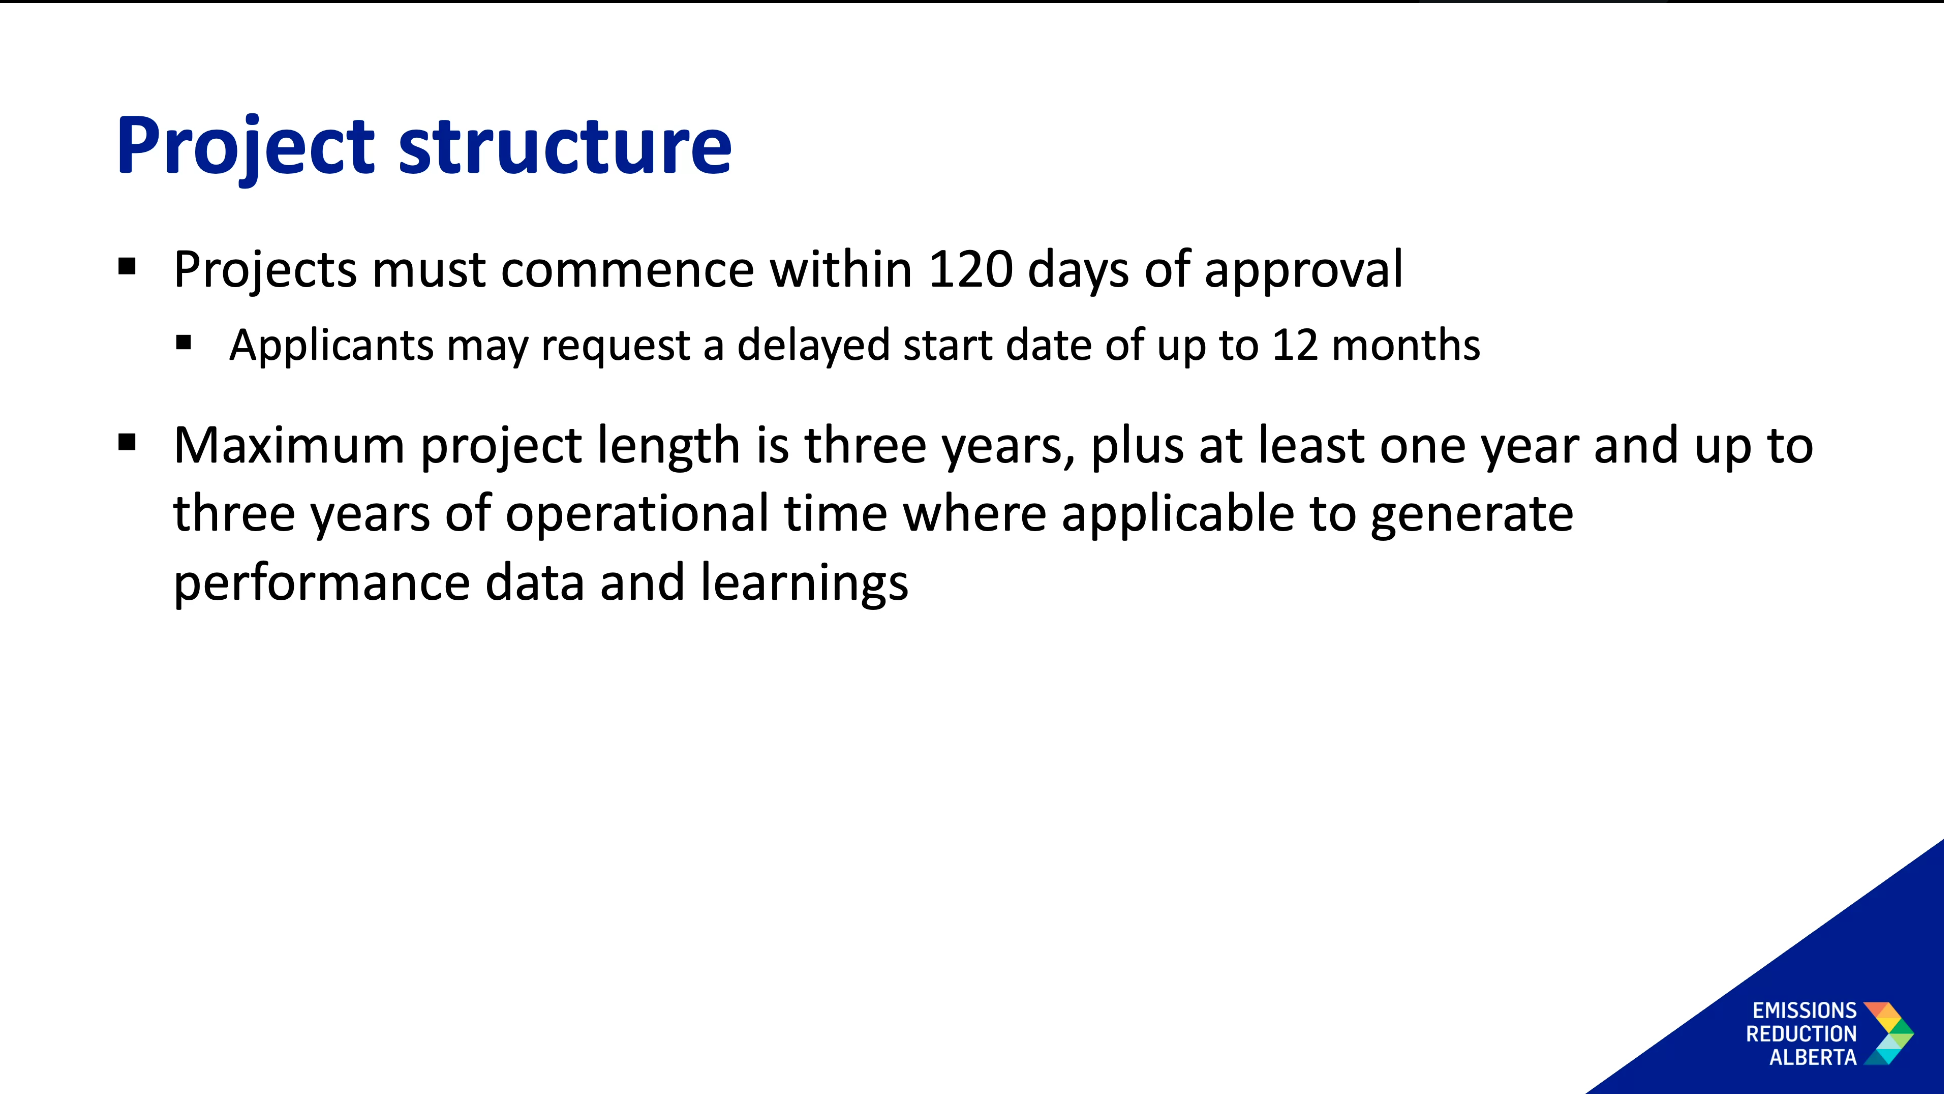 Project structure
▪ Projects must commence within 120 days of approval
▪ Applicants may request a delayed start date of up to 12 months
▪ Maximum project length is three years, plus at least one year and up to
three years of operational time where applicable to generate
performance data and learnings
EMISSIONS
REDUCTION
ALBERTA